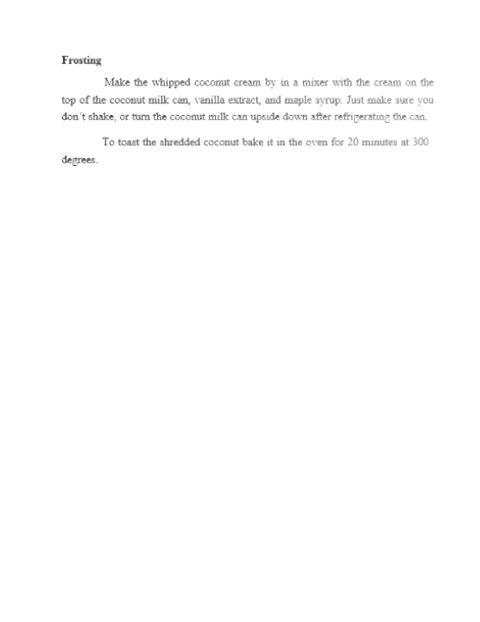 Frosting
Make the whipped coconut cream by in a mixer with the cream on the
top of the coconut milk can, vanilla extract, and maple syrup. Just make sure you
don't shake, or turn the coconut milk can upside down after refrigerating the can.
To toast the shredded coconut bake it in the oven for 20 minutes at 300
degrees.